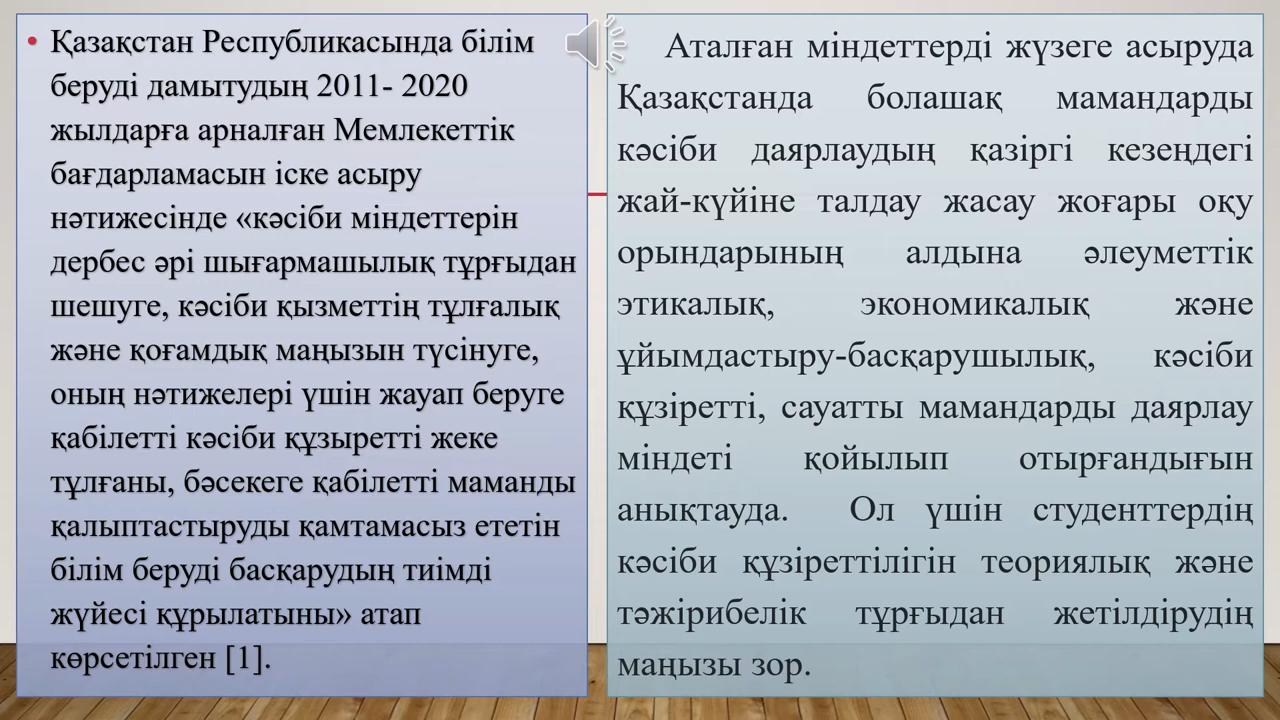 • Қазақстан Республикасында білім
беруді дамытудың 2011- 2020
жылдарға арналған Мемлекеттік
бағдарламасын іске асыру
нәтижесінде «кәсіби міндеттерін
дербес әрі шығармашылық тұрғыдан
шешуге, кәсіби қызметтің тұлғалық
және қоғамдық маңызын түсінуге,
оның нәтижелері үшін жауап беруге
қабілетті кәсіби құзыретті жеке
тұлғаны, бәсекеге қабілетті маманды
қалыптастыруды қамтамасыз ететін
білім беруді басқарудың тиімді
жүйесі құрылатыны» атап
көрсетілген [1].
Аталған міндеттерді жүзеге асыруда
Қазақстанда болашақ мамандарды
кәсіби даярлаудың қазіргі кезеңдегі
жай-күйіне талдау жасау жоғары оқу
орындарының алдына әлеуметтік
этикалық, экономикалық және
ұйымдастыру-басқарушылық, кәсіби
құзіретті, сауатты мамандарды даярлау
міндеті қойылып отырғандығын
анықтауда. Ол үшін студенттердің
кәсіби құзіреттілігін теориялық және
тәжірибелік тұрғыдан жетілдірудің
маңызы зор.